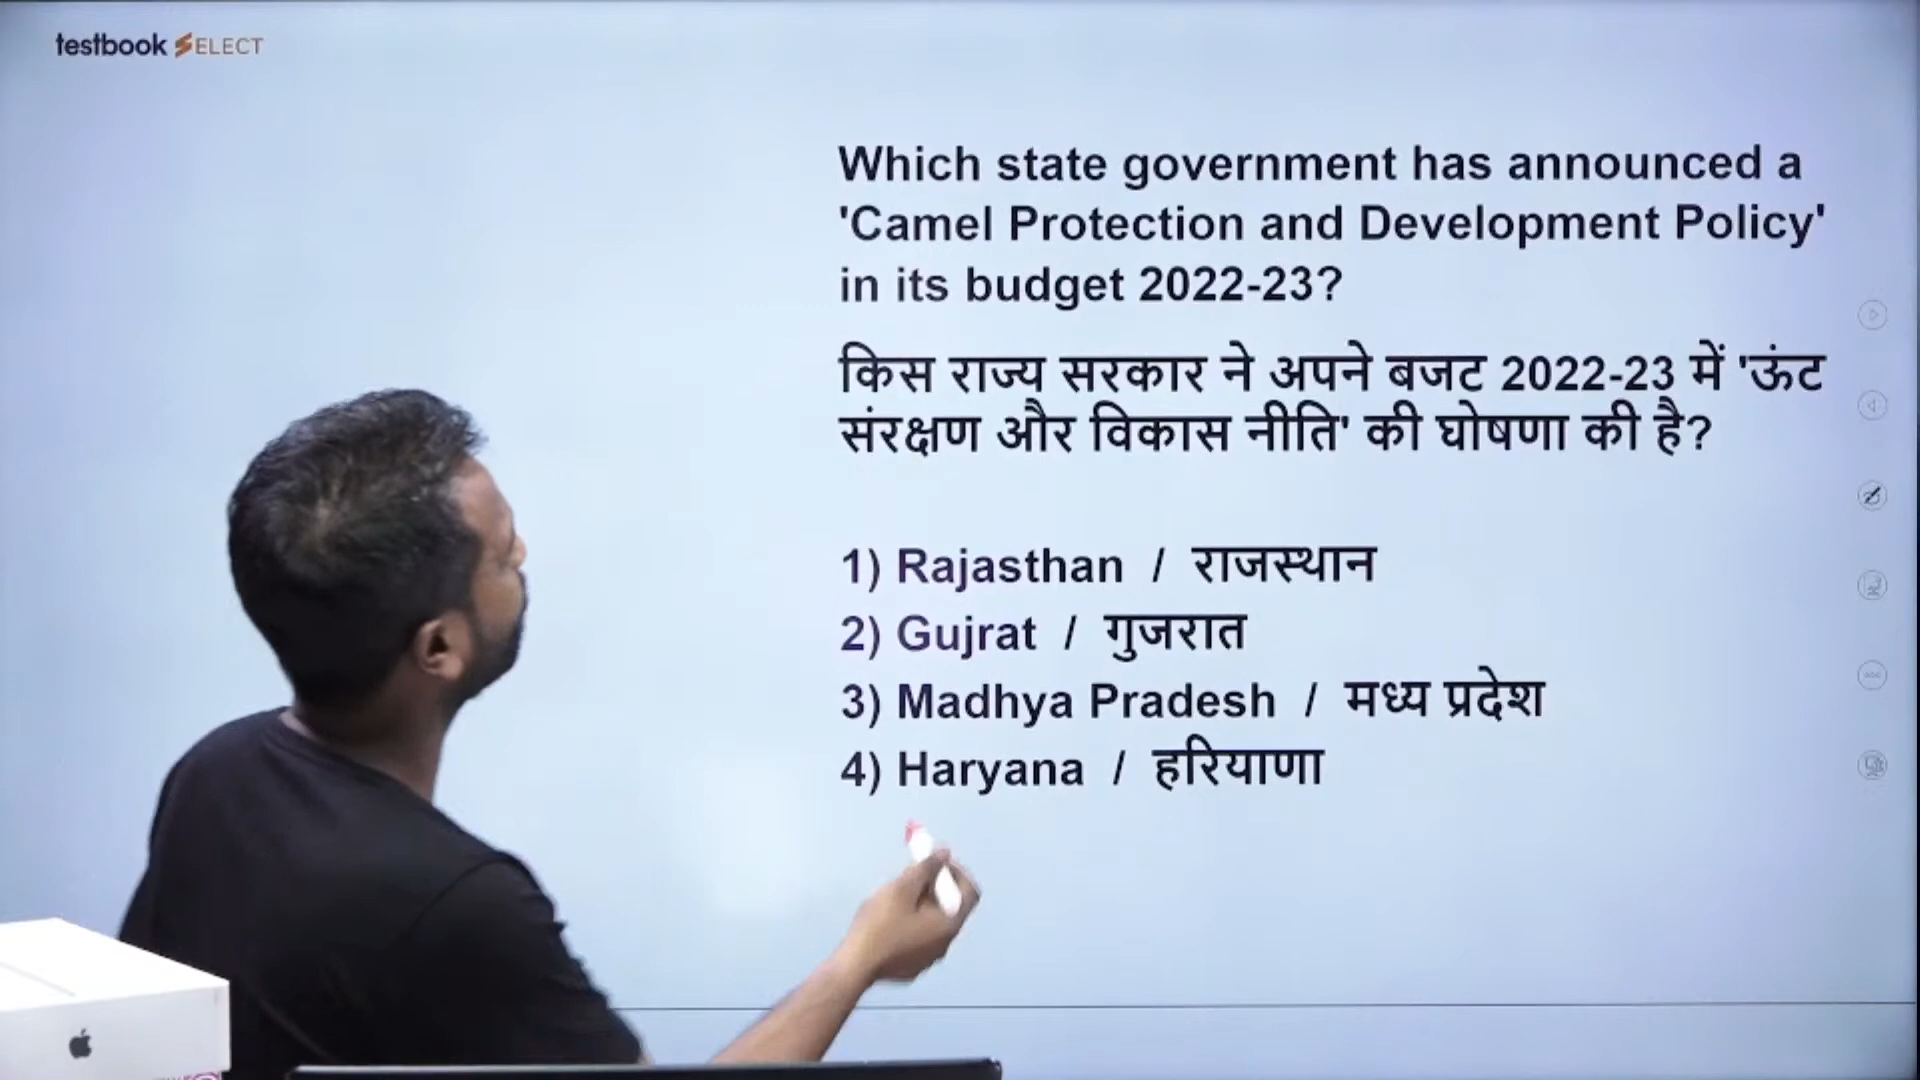 testbook SELECT
Which state government has announced a
'Camel Protection and Development Policy'
in its budget 2022-23?
किस राज्य सरकार ने अपने बजट 2022-23 में 'ऊंट
संरक्षण और विकास नीति' की घोषणा की है?
1) Rajasthan / राजस्थान
2) Gujrat / गुजरात
3) Madhya Pradesh / मध्य प्रदेश
4) Haryana / हरियाणा